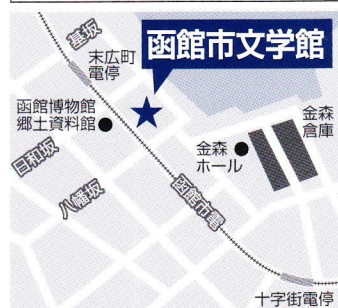 基坂
函館市文学館
末広町
電停
函館博物館
郷土資料館
金森
倉庫
金森
ホール
日和坂
八幡坂
函館市電
十字街電停